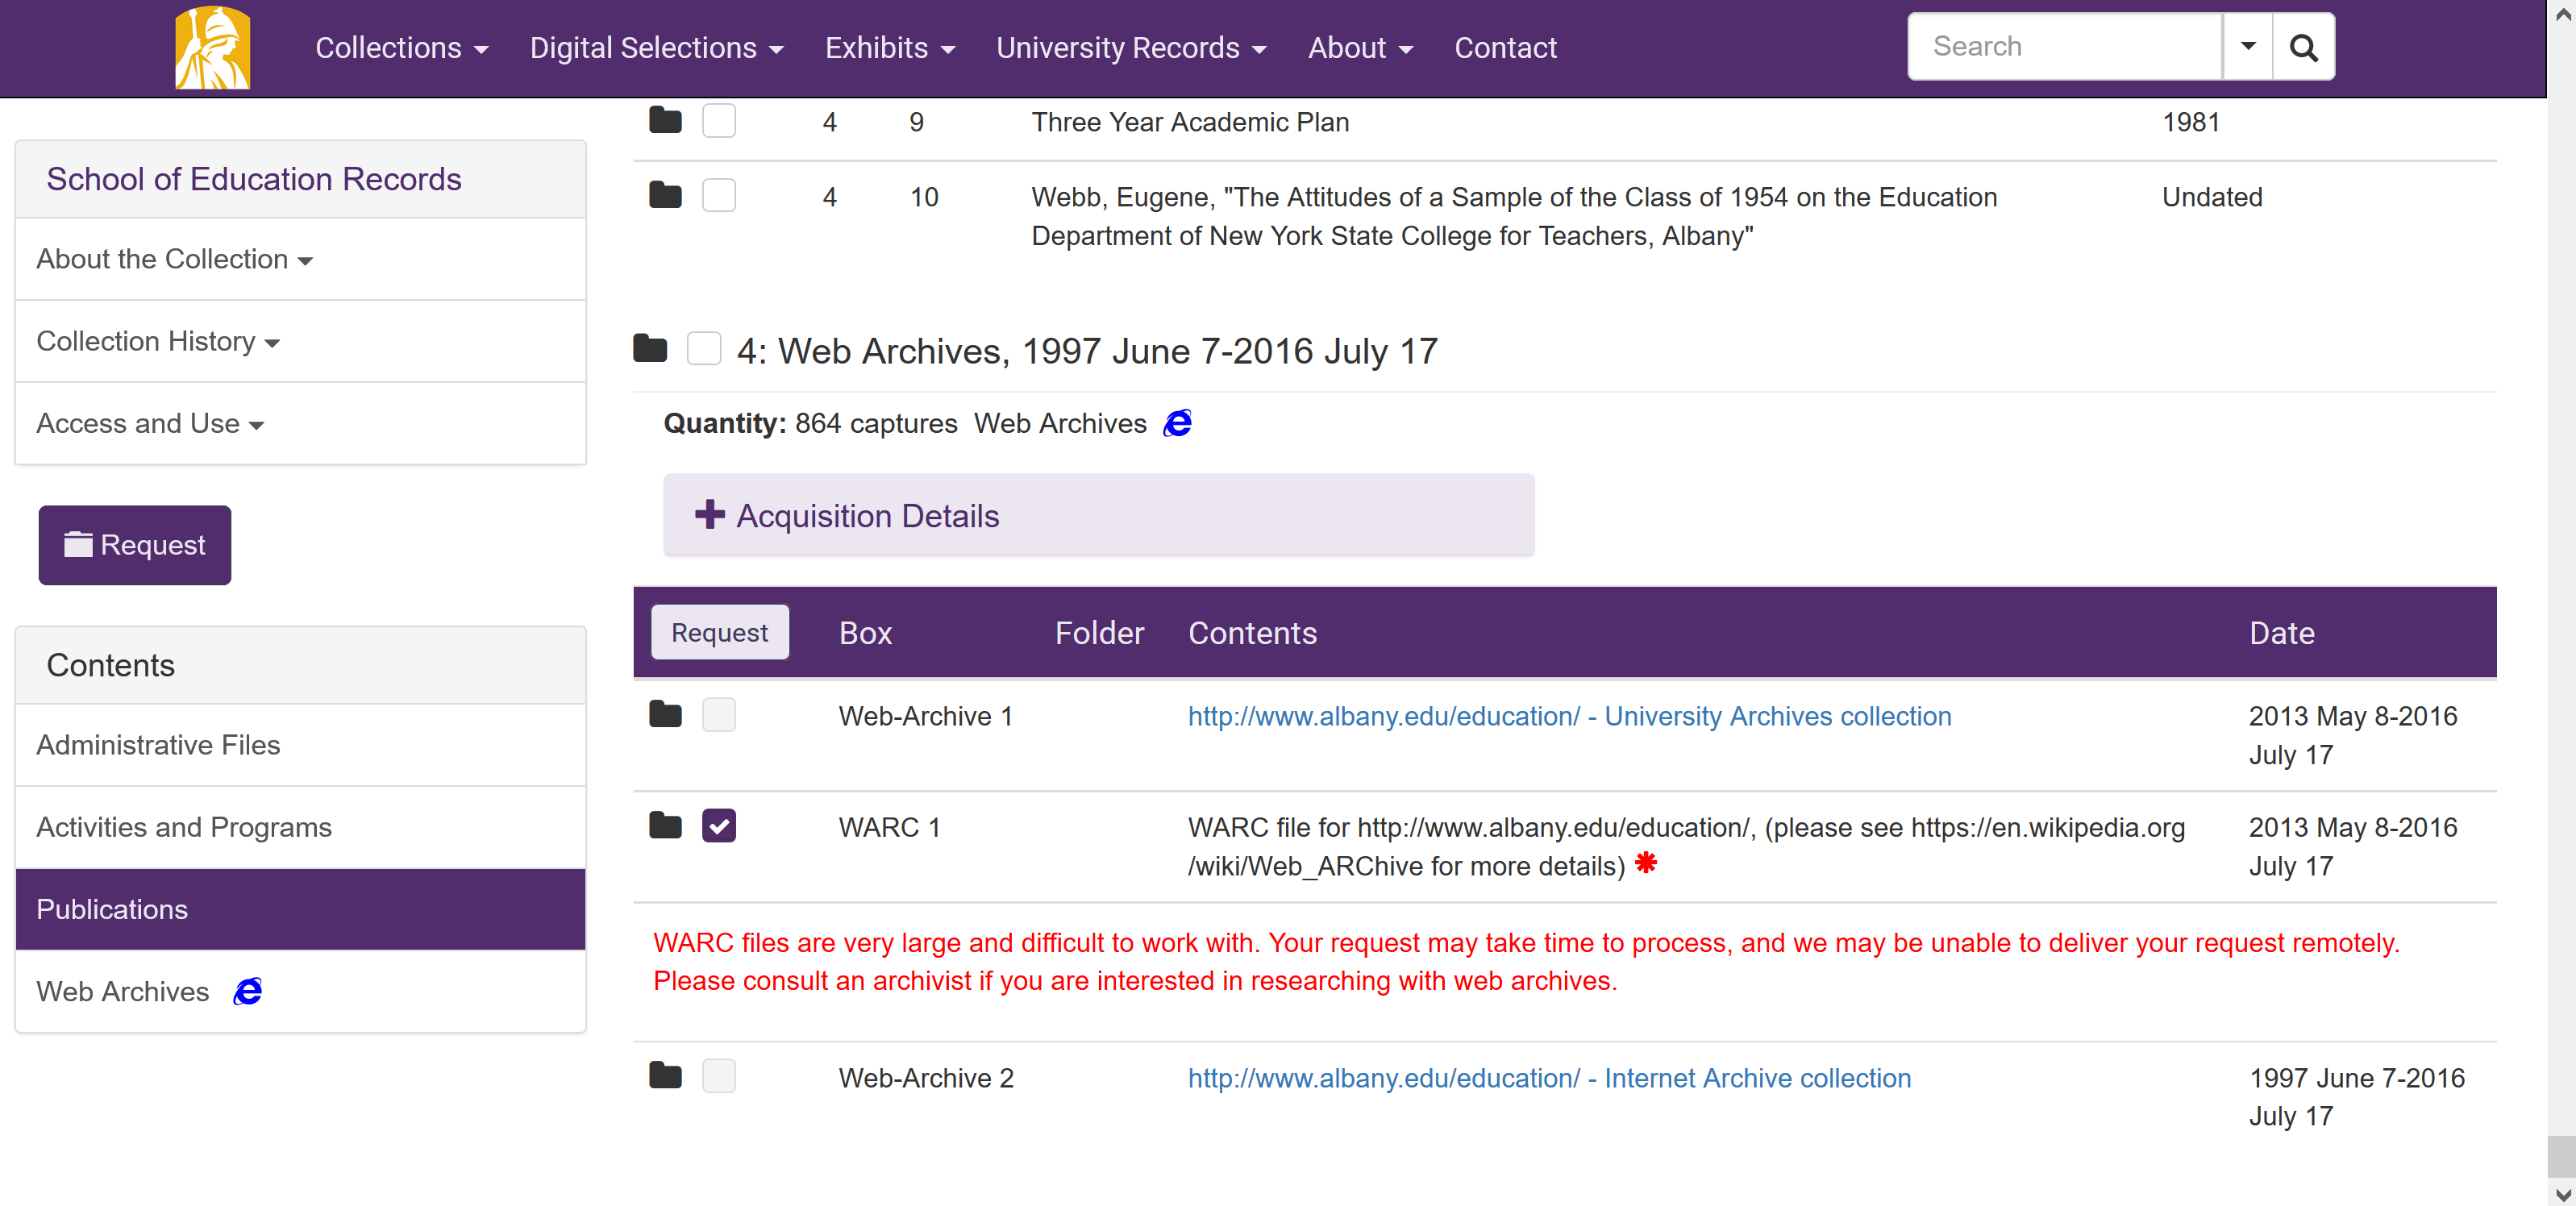 Collections Digital Selections Exhibits University Records About Contact Search
School of Education Records
About the Collection
Collection History
Access and Use
Request
Contents
Administrative Files
Activities and Programs
Publications
Web Archives
4 9 Three Year Academic Plan 1981
4 10 Webb, Eugene, "The Attitudes of a Sample of the Class of 1954 on the Education Undated
Department of New York State College for Teachers, Albany"
4: Web Archives, 1997 June 7-2016 July 17
Quantity: 864 captures Web Archives
Acquisition Details
Request Box Folder Contents Date
Web-Archive 1 http://www.albany.edu/education/ - University Archives collection 2013 May 8-2016
July 17
WARC 1 WARC file for http://www.albany.edu/education/, (please see https://en.wikipedia.org 2013 May 8-2016
/wiki/Web_ARChive for more details) July 17
WARC files are very large and difficult to work with. Your request may take time to process, and we may be unable to deliver your request remotely.
Please consult an archivist if you are interested in researching with web archives.
Web-Archive 2 http://www.albany.edu/education/ - Internet Archive collection 1997 June 7-2016
July 17